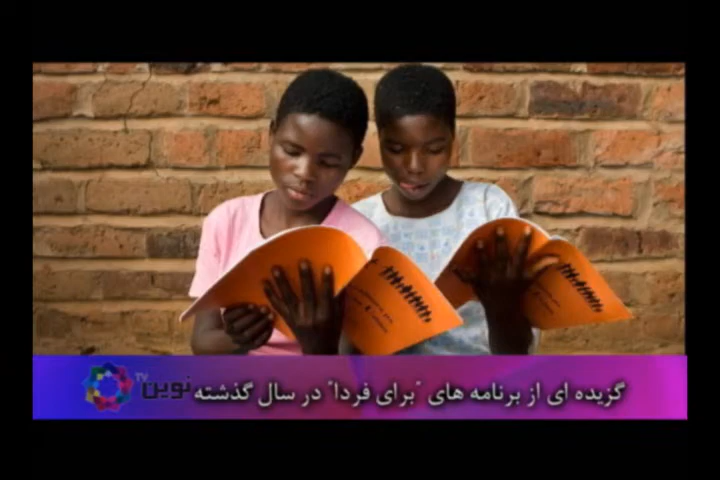 گزیده ای از برنامه های "برای فردا" در سال گذشته
نوین TV